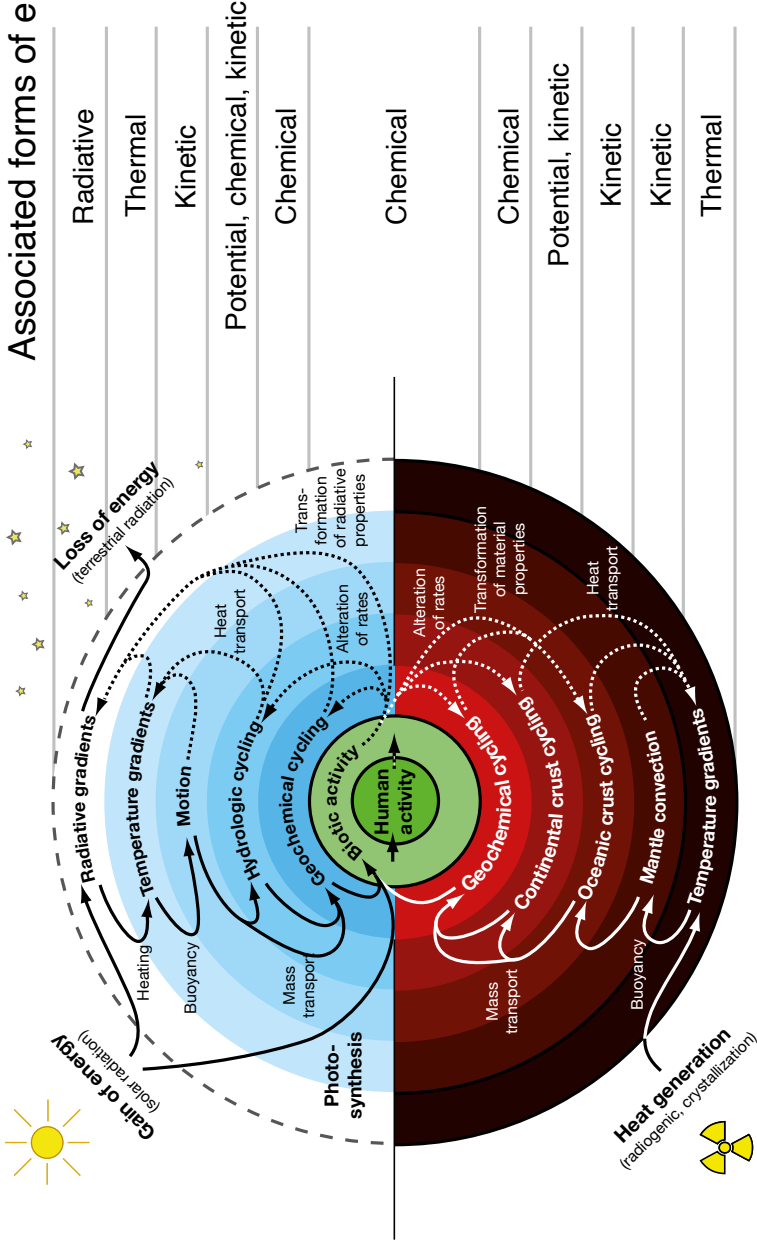 Associated forms of e
Radiative
Thermal
Kinetic
Potential, chemical, kinetic
Chemical
Chemical
Chemical
Potential, kinetic
Kinetic
Kinetic
Thermal
Gain of energy
(solar radiation)
Loss of energy
(terrestrial radiation)
Radiative gradients
Heating
Temperature gradients
Buoyancy
Motion
Heat
transport
Hydrologic cycling
Mass
transport
Geochemical cycling
Alteration
of rates
Trans-
formation
of radiative
properties
Photo-
synthesis
Biotic activity
Human
activity
Geochemical cycling
Alteration
of rates
Transformation
of material
properties
Continental crust cycling
Mass
transport
Oceanic crust cycling
Heat
transport
Mantle convection
Buoyancy
Temperature gradients
Heat generation
(radiogenic, crystallization)